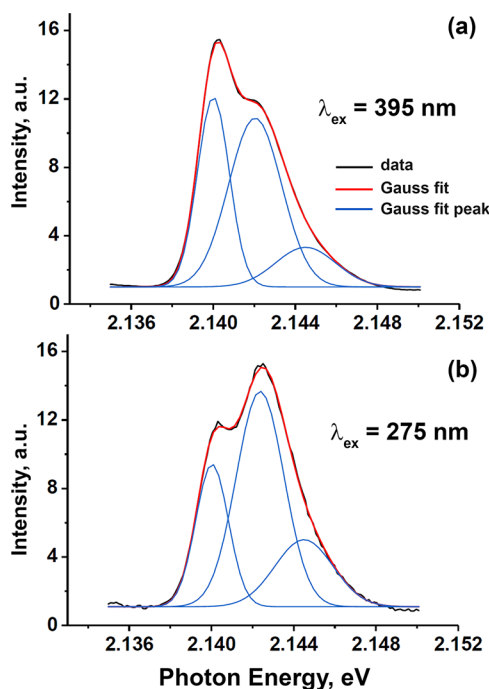 16
(a)
12
λex = 395 nm
data
Gauss fit
Gauss fit peak
8
4
0
Intensity, a.u.
2.136 2.140 2.144 2.148 2.152
16
(b)
12
λex = 275 nm
8
4
0
Intensity, a.u.
2.136 2.140 2.144 2.148 2.152
Photon Energy, eV